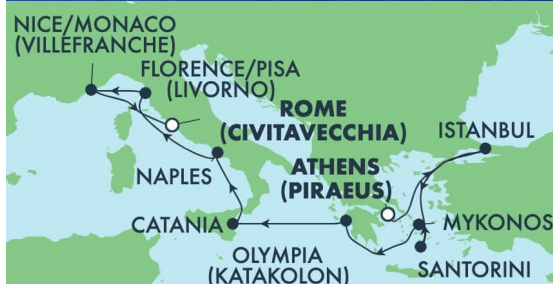 NICE/MONACO
(VILLEFRANCHE)
FLORENCE/PISA
(LIVORNO)
ROME
(CIVITAVECCHIA)
ISTANBUL
ATHENS
(PIRAEUS)
NAPLES
CATANIA
MYKONOS
OLYMPIA
(KATAKOLON)
SANTORINI